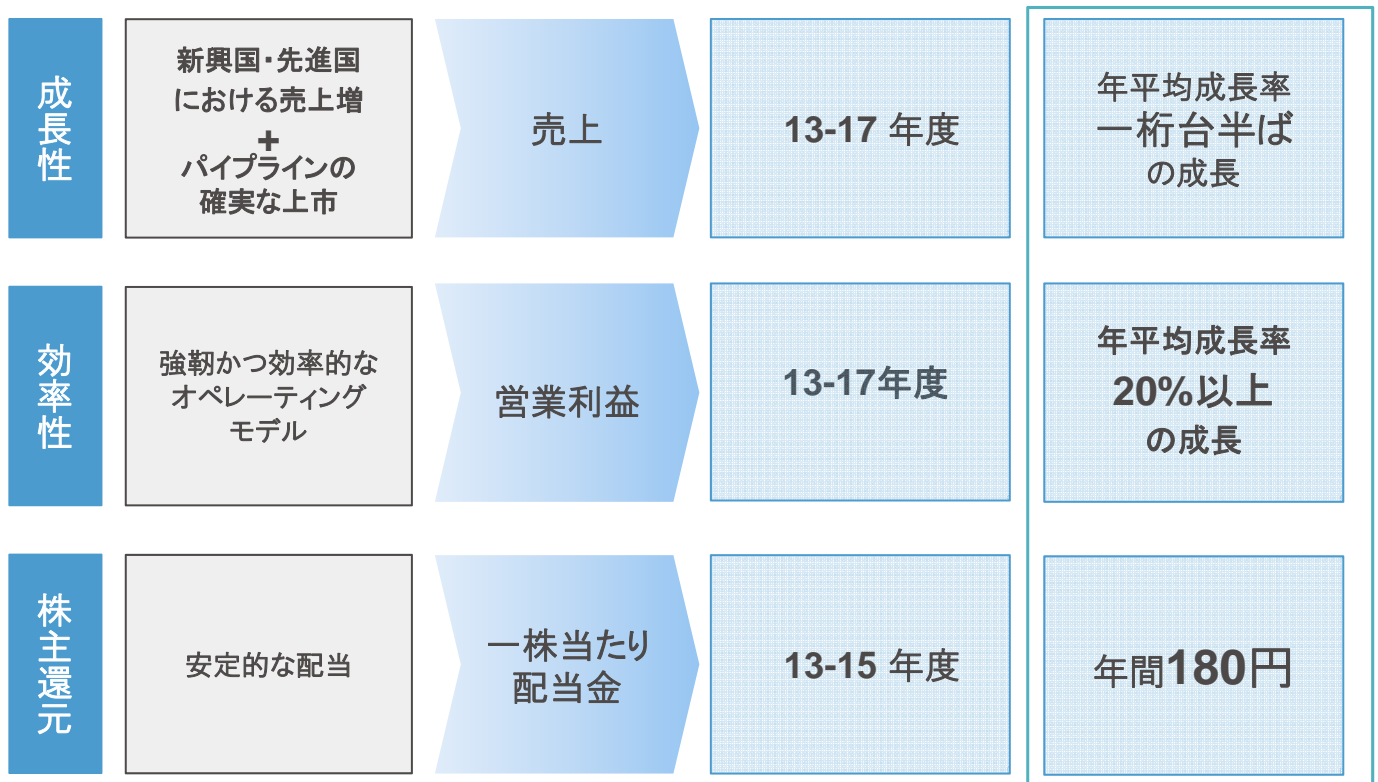 成長性
新興国・先進国
における売上増
+
パイプラインの
確実な上市
売上
13-17 年度
年平均成長率
一桁台半ば
の成長
効率性
強靭かつ効率的な
オペレーティング
モデル
営業利益
13-17年度
年平均成長率
20%以上
の成長
株主還元
安定的な配当
一株当たり
配当金
13-15 年度
年間180円